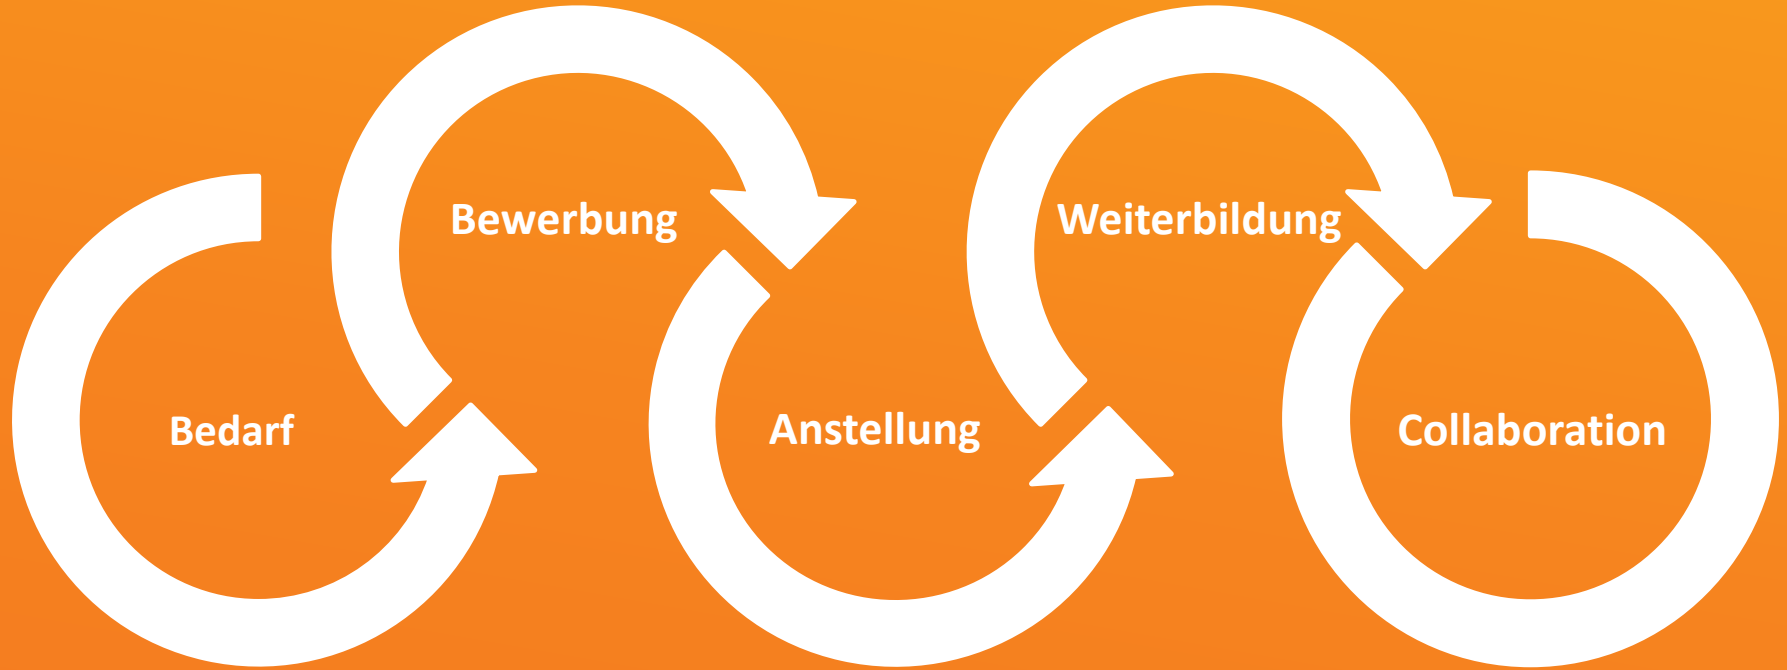 Bedarf
Bewerbung
Anstellung
Weiterbildung
Collaboration